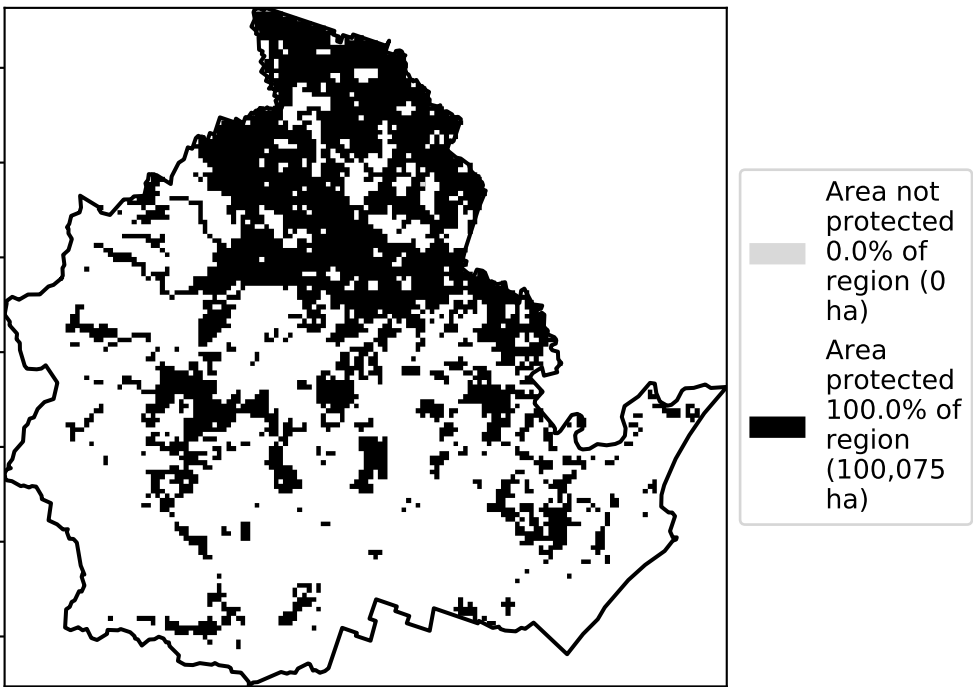 Area not
protected
0.0% of
region (0
ha)
Area
protected
100.0% of
region
(100,075
ha)